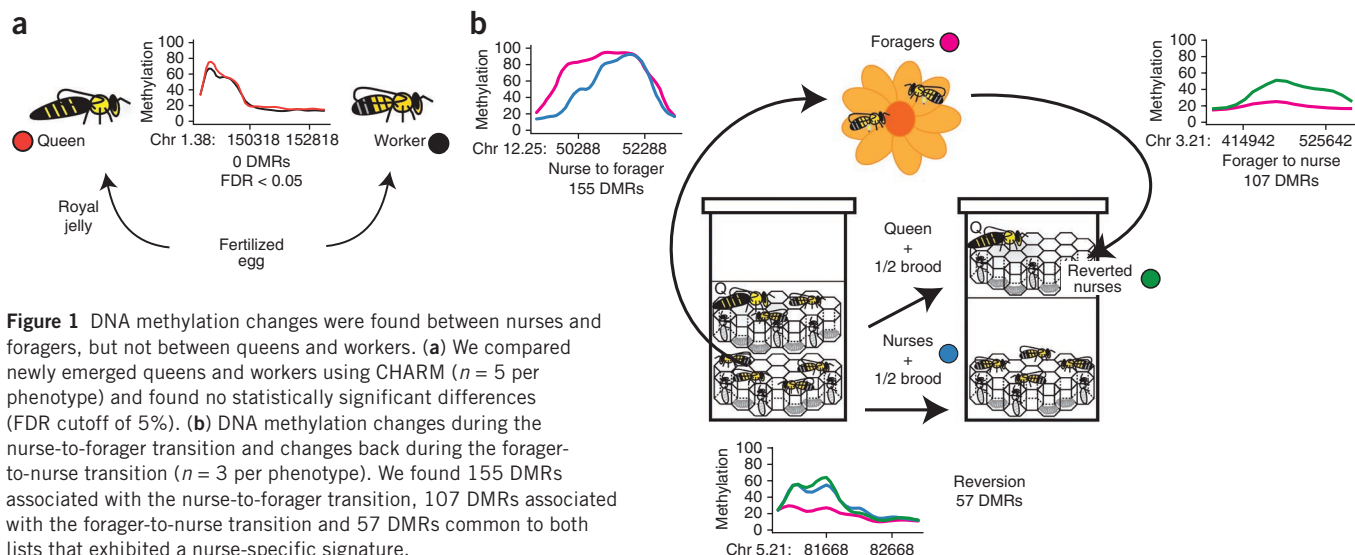 a
Methylation
100
80
60
40
20
0
Queen
Chr 1.38: 150318 152818
0 DMRs
FDR < 0.05
Worker
Royal
jelly
Fertilized
egg
b
Methylation
100
80
60
40
20
0
Chr 12.25: 50288 52288
Nurse to forager
155 DMRs
Foragers
Methylation
100
80
60
40
20
0
Chr 3.21: 414942 525642
Forager to nurse
107 DMRs
Q
Queen
+
1/2 brood
Nurses
+
1/2 brood
Q
Reverted
nurses
Methylation
100
80
60
40
20
0
Chr 5.21: 81668 82668
Reversion
57 DMRs
Figure 1 DNA methylation changes were found between nurses and
foragers, but not between queens and workers. (a) We compared
newly emerged queens and workers using CHARM (n = 5 per
phenotype) and found no statistically significant differences
(FDR cutoff of 5%). (b) DNA methylation changes during the
nurse-to-forager transition and changes back during the forager-
to-nurse transition (n = 3 per phenotype). We found 155 DMRs
associated with the nurse-to-forager transition, 107 DMRs associated
with the forager-to-nurse transition and 57 DMRs common to both
lists that exhibited a nurse-specific signature.